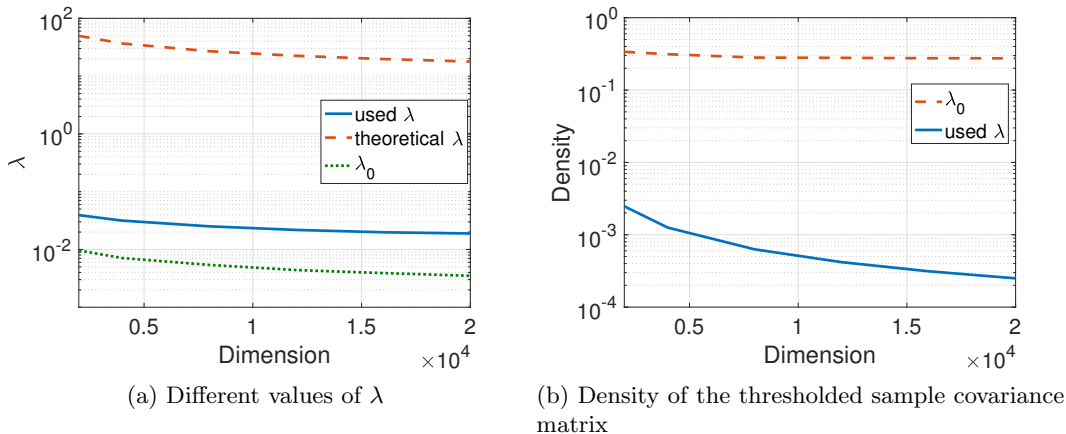 10^2
10^0
10^-2
λ
used λ
theoretical λ
λ_0
0.5
1
1.5
2
Dimension
×10^4
(a) Different values of λ
10^0
10^-1
10^-2
10^-3
10^-4
Density
λ_0
used λ
0.5
1
1.5
2
Dimension
×10^4
(b) Density of the thresholded sample covariance
matrix